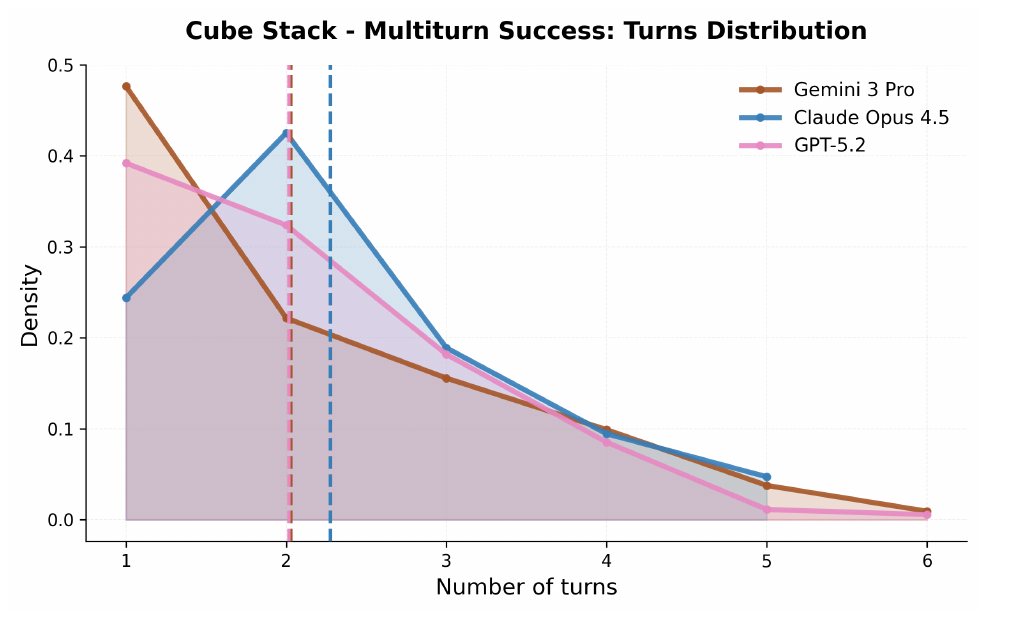 Cube Stack - Multiturn Success: Turns Distribution
0.5
0.4
0.3
0.2
0.1
0.0
Density
Gemini 3 Pro
Claude Opus 4.5
GPT-5.2
1 2 3 4 5 6
Number of turns